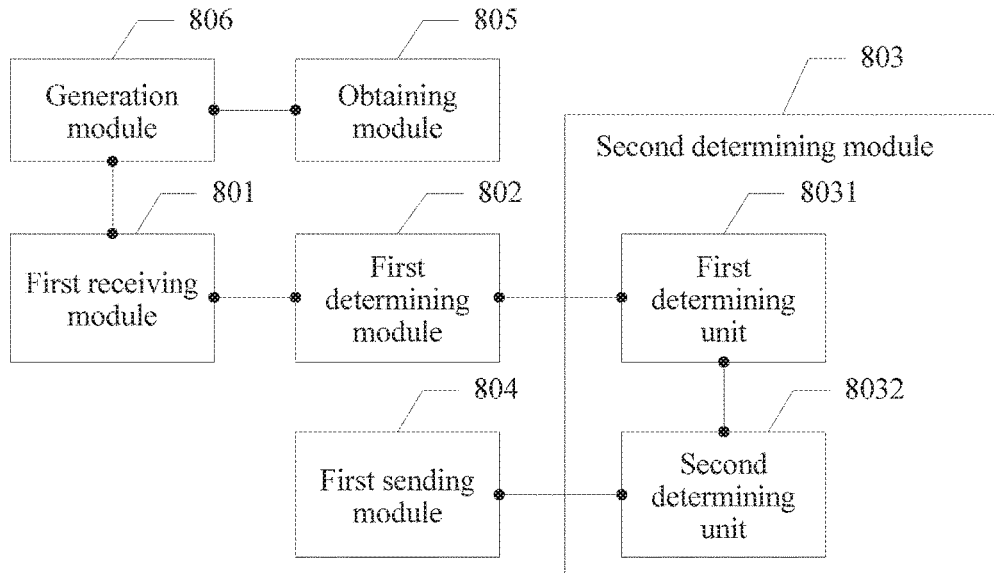 806
805
803
Generation
module
Obtaining
module
Second determining module
801
802
8031
First receiving
module
First
determining
module
First
determining
unit
804
8032
First sending
module
Second
determining
unit